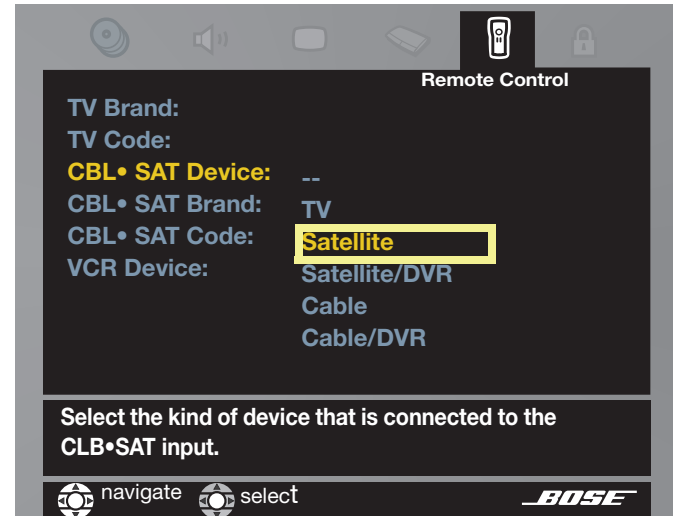 Remote Control
TV Brand:
TV Code:
CBL• SAT Device:
CBL• SAT Brand:
CBL• SAT Code:
VCR Device:
--
TV
Satellite
Satellite/DVR
Cable
Cable/DVR
Select the kind of device that is connected to the
CLB•SAT input.
navigate select BOSE